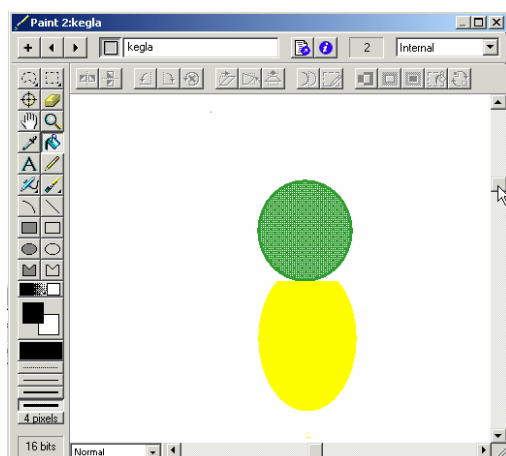 Paint 2:kegla
kegla 2 Internal
A
4 pixels
16 bits Normal